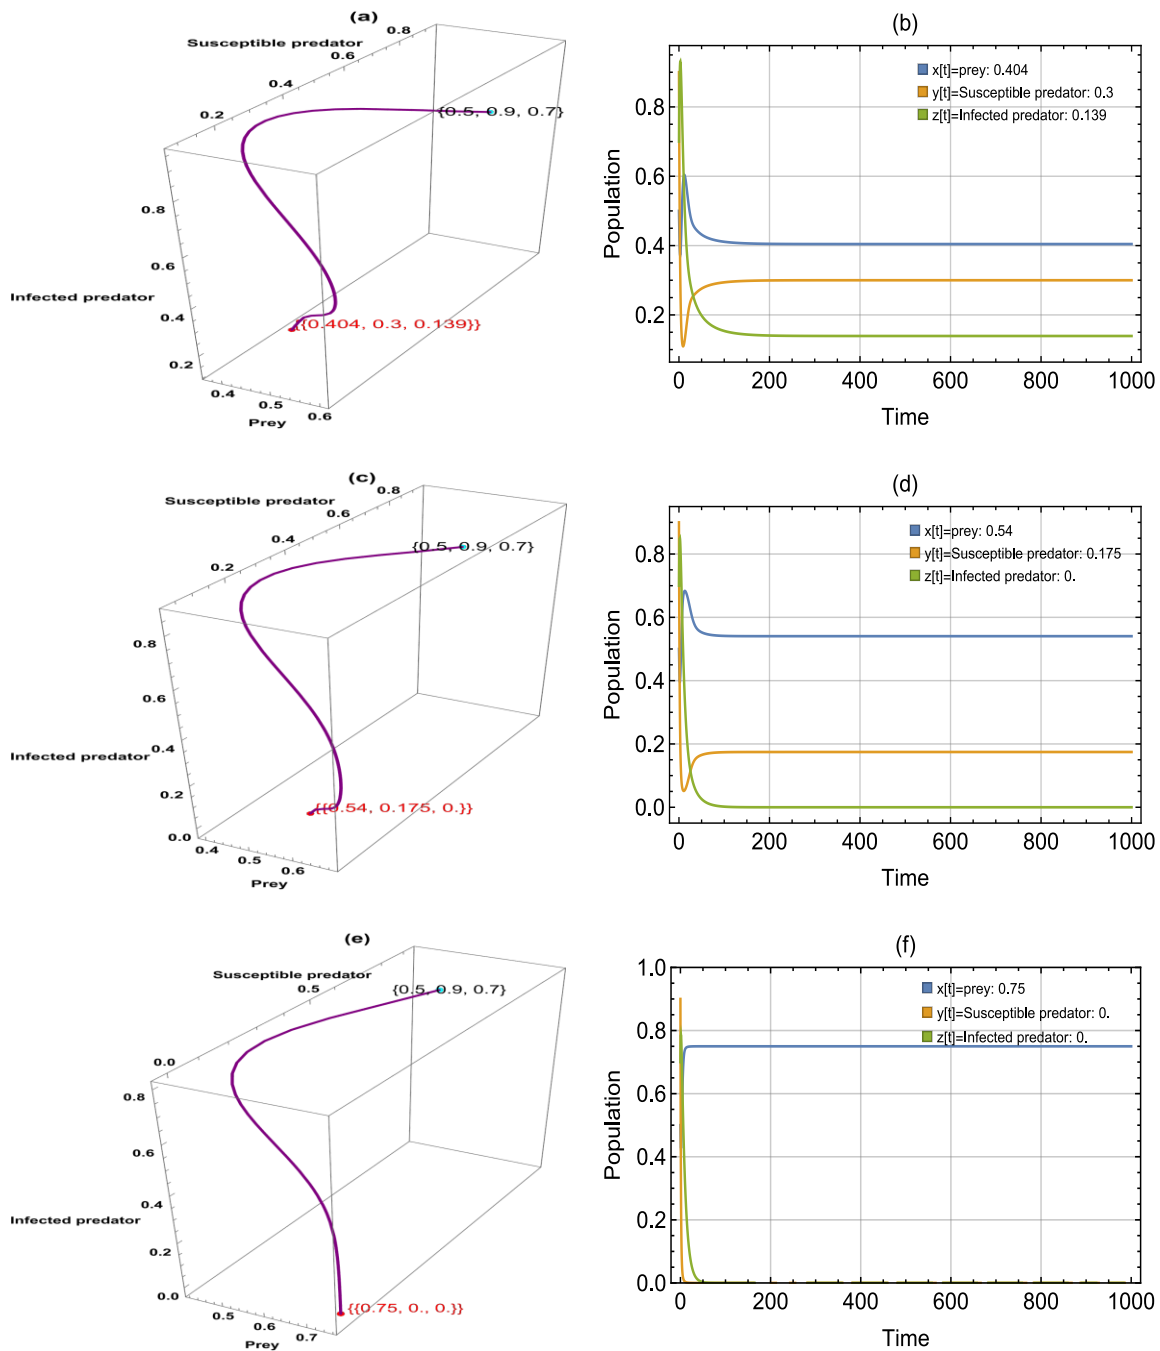 (a)
Susceptible predator
0.2
0.4
0.6
0.8
{0.5, 0.9, 0.7}
0.8
0.6
Infected predator
0.4
0.2
{{0.404, 0.3, 0.139}}
0.4
0.5
0.6
Prey
(b)
x[t]=prey: 0.404
y[t]=Susceptible predator: 0.3
z[t]=Infected predator: 0.139
Population
0.8
0.6
0.4
0.2
0 200 400 600 800 1000
Time
(c)
Susceptible predator
0.2
0.4
0.6
0.8
{0.5, 0.9, 0.7}
0.8
0.6
0.4
Infected predator
0.2
0.0
{{0.54, 0.175, 0.}}
0.4
0.5
0.6
Prey
(d)
x[t]=prey: 0.54
y[t]=Susceptible predator: 0.175
z[t]=Infected predator: 0.
Population
0.8
0.6
0.4
0.2
0.0
0 200 400 600 800 1000
Time
(e)
Susceptible predator
0.0
0.5
{0.5, 0.9, 0.7}
0.8
0.6
0.4
Infected predator
0.2
0.0
{{0.75, 0., 0.}}
0.5
0.6
0.7
Prey
(f)
x[t]=prey: 0.75
y[t]=Susceptible predator: 0.
z[t]=Infected predator: 0.
Population
1.0
0.8
0.6
0.4
0.2
0.0
0 200 400 600 800 1000
Time